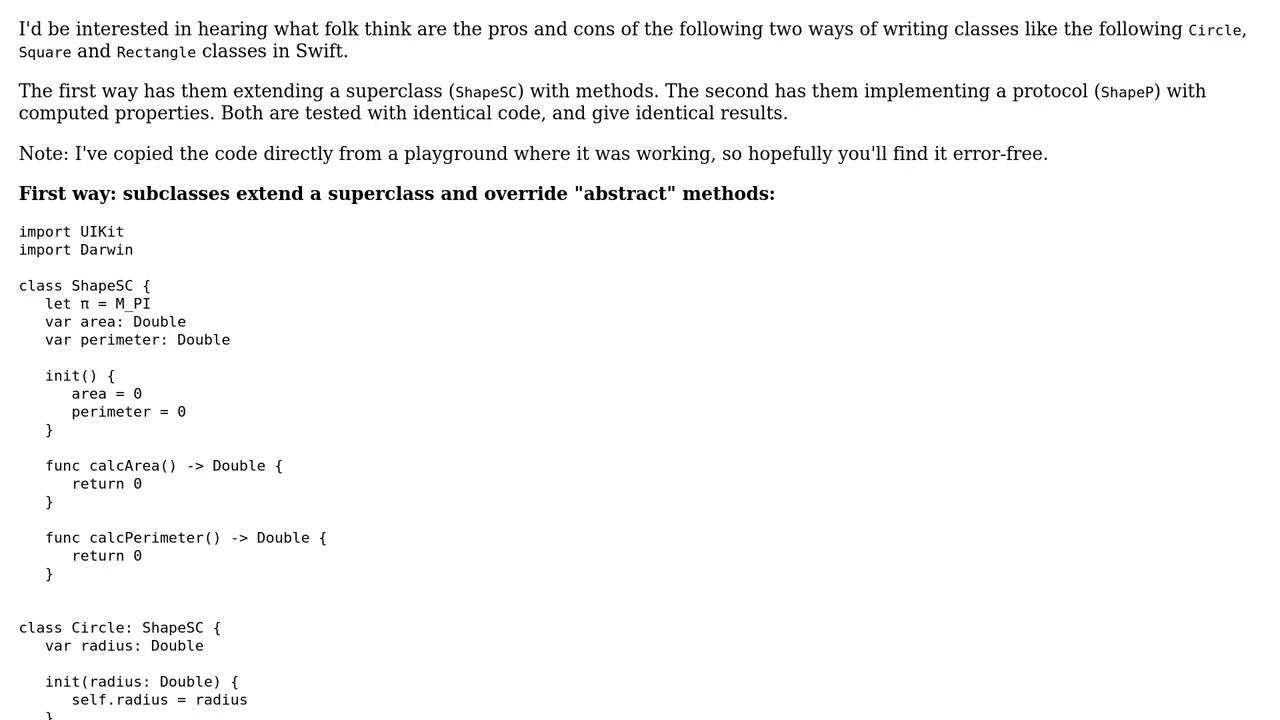 I'd be interested in hearing what folk think are the pros and cons of the following two ways of writing classes like the following Circle,
Square and Rectangle classes in Swift.
The first way has them extending a superclass (ShapeSC) with methods. The second has them implementing a protocol (ShapeP) with
computed properties. Both are tested with identical code, and give identical results.
Note: I've copied the code directly from a playground where it was working, so hopefully you'll find it error-free.
First way: subclasses extend a superclass and override "abstract" methods:
import UIKit
import Darwin
class ShapeSC {
let π = M_PI
var area: Double
var perimeter: Double
init() {
area = 0
perimeter = 0
}
func calcArea() -> Double {
return 0
}
func calcPerimeter() -> Double {
return 0
}
class Circle: ShapeSC {
var radius: Double
init(radius: Double) {
self.radius = radius
}